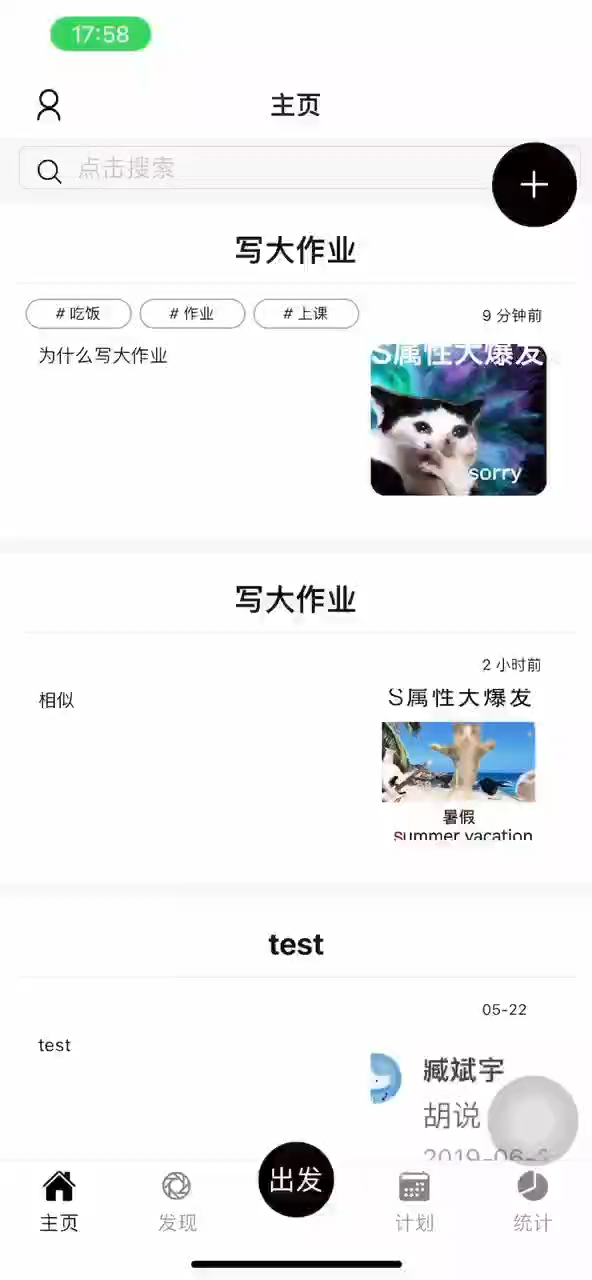 17:58
主页
点击搜索
写大作业
# 吃饭
# 作业
# 上课
9 分钟前
为什么写大作业
S属性大爆发
sorry
写大作业
2 小时前
相似
S属性大爆发
暑假
summer vacation
test
05-22
test
臧斌宇
胡说
2019-06-
主页
发现
出发
计划
统计